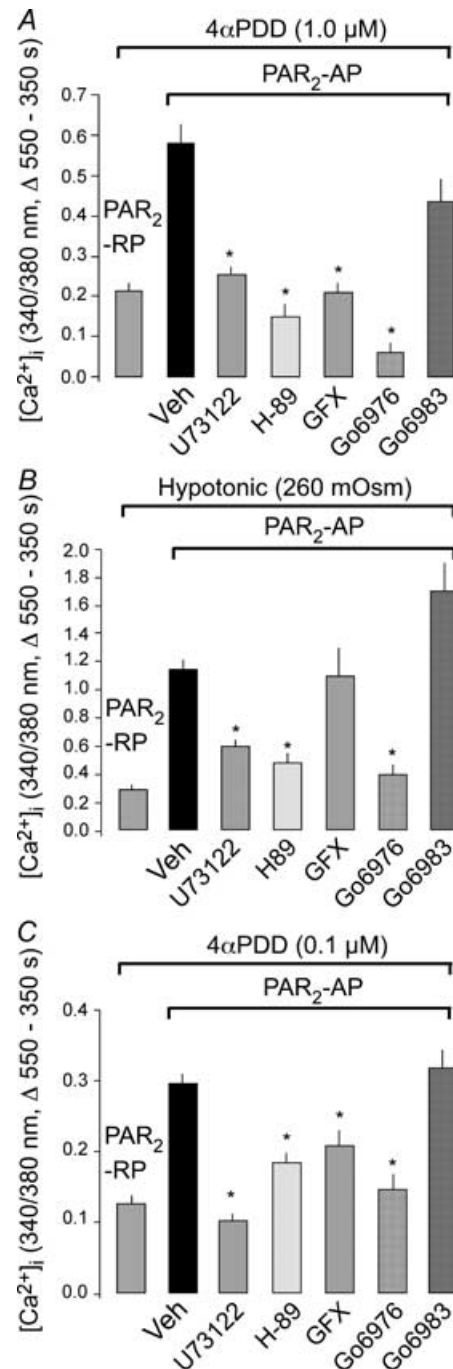 A
4αPDD (1.0 µM)
PAR₂-AP
[Ca²⁺]ᵢ (340/380 nm, Δ 550 - 350 s)
0.7
0.6
0.5
0.4
0.3
0.2
0.1
0.0
PAR₂
-RP
*
*
*
*
Veh
U73122
H-89
GFX
Go6976
Go6983
B
Hypotonic (260 mOsm)
PAR₂-AP
[Ca²⁺]ᵢ (340/380 nm, Δ 550 - 350 s)
2.0
1.8
1.6
1.4
1.2
1.0
0.8
0.6
0.4
0.2
0.0
PAR₂
-RP
*
*
*
Veh
U73122
H89
GFX
Go6976
Go6983
C
4αPDD (0.1 µM)
PAR₂-AP
[Ca²⁺]ᵢ (340/380 nm, Δ 550 - 350 s)
0.3
0.2
0.1
0.0
PAR₂
-RP
*
*
*
*
Veh
U73122
H-89
GFX
Go6976
Go6983